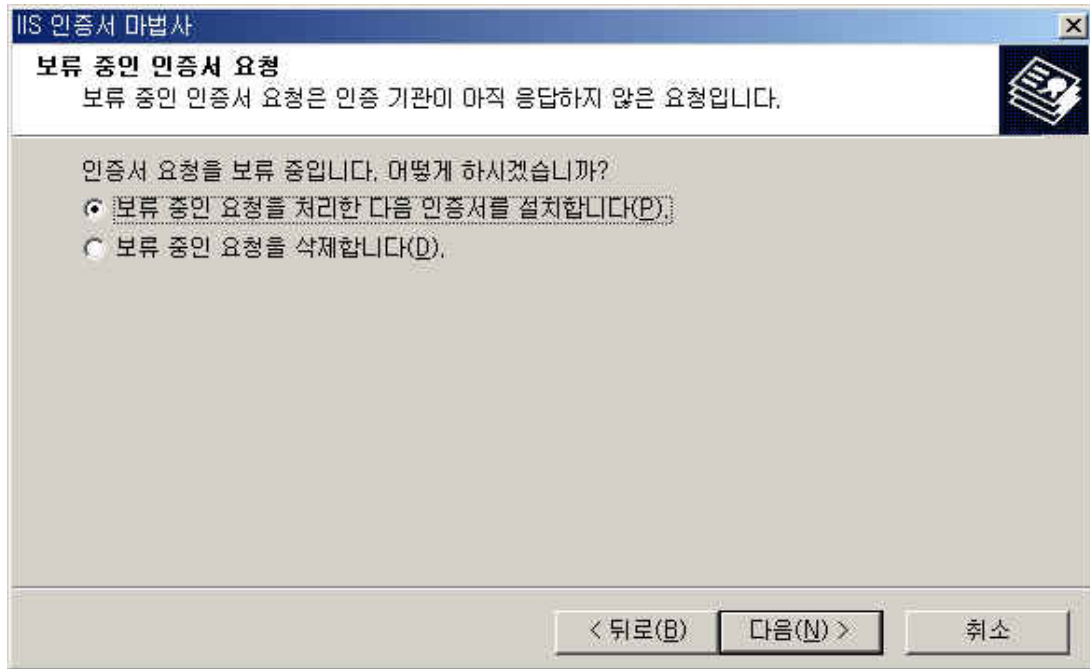 IIS 인증서 마법사
보류 중인 인증서 요청
보류 중인 인증서 요청은 인증 기관이 아직 응답하지 않은 요청입니다.
인증서 요청을 보류 중입니다. 어떻게 하시겠습니까?
보류 중인 요청을 처리한 다음 인증서를 설치합니다(P).
보류 중인 요청을 삭제합니다(D).
< 뒤로(B) 다음(N) > 취소